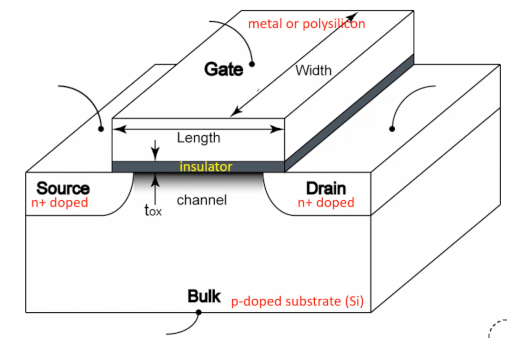 metal or polysilicon
Gate
Width
Length
insulator
Source
n+ doped
tox
channel
Drain
n+ doped
Bulk
p-doped substrate (Si)